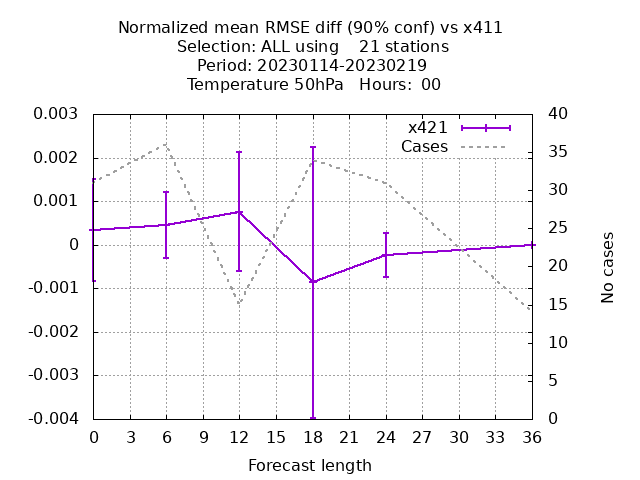 Normalized mean RMSE diff (90% conf) vs x411
Selection: ALL using    21 stations
Period: 20230114-20230219
Temperature 50hPa   Hours:  00
0.003
0.002
0.001
0
-0.001
-0.002
-0.003
-0.004
40
35
30
25
20
15
10
5
0
x421
Cases
No cases
0 3 6 9 12 15 18 21 24 27 30 33 36
Forecast length